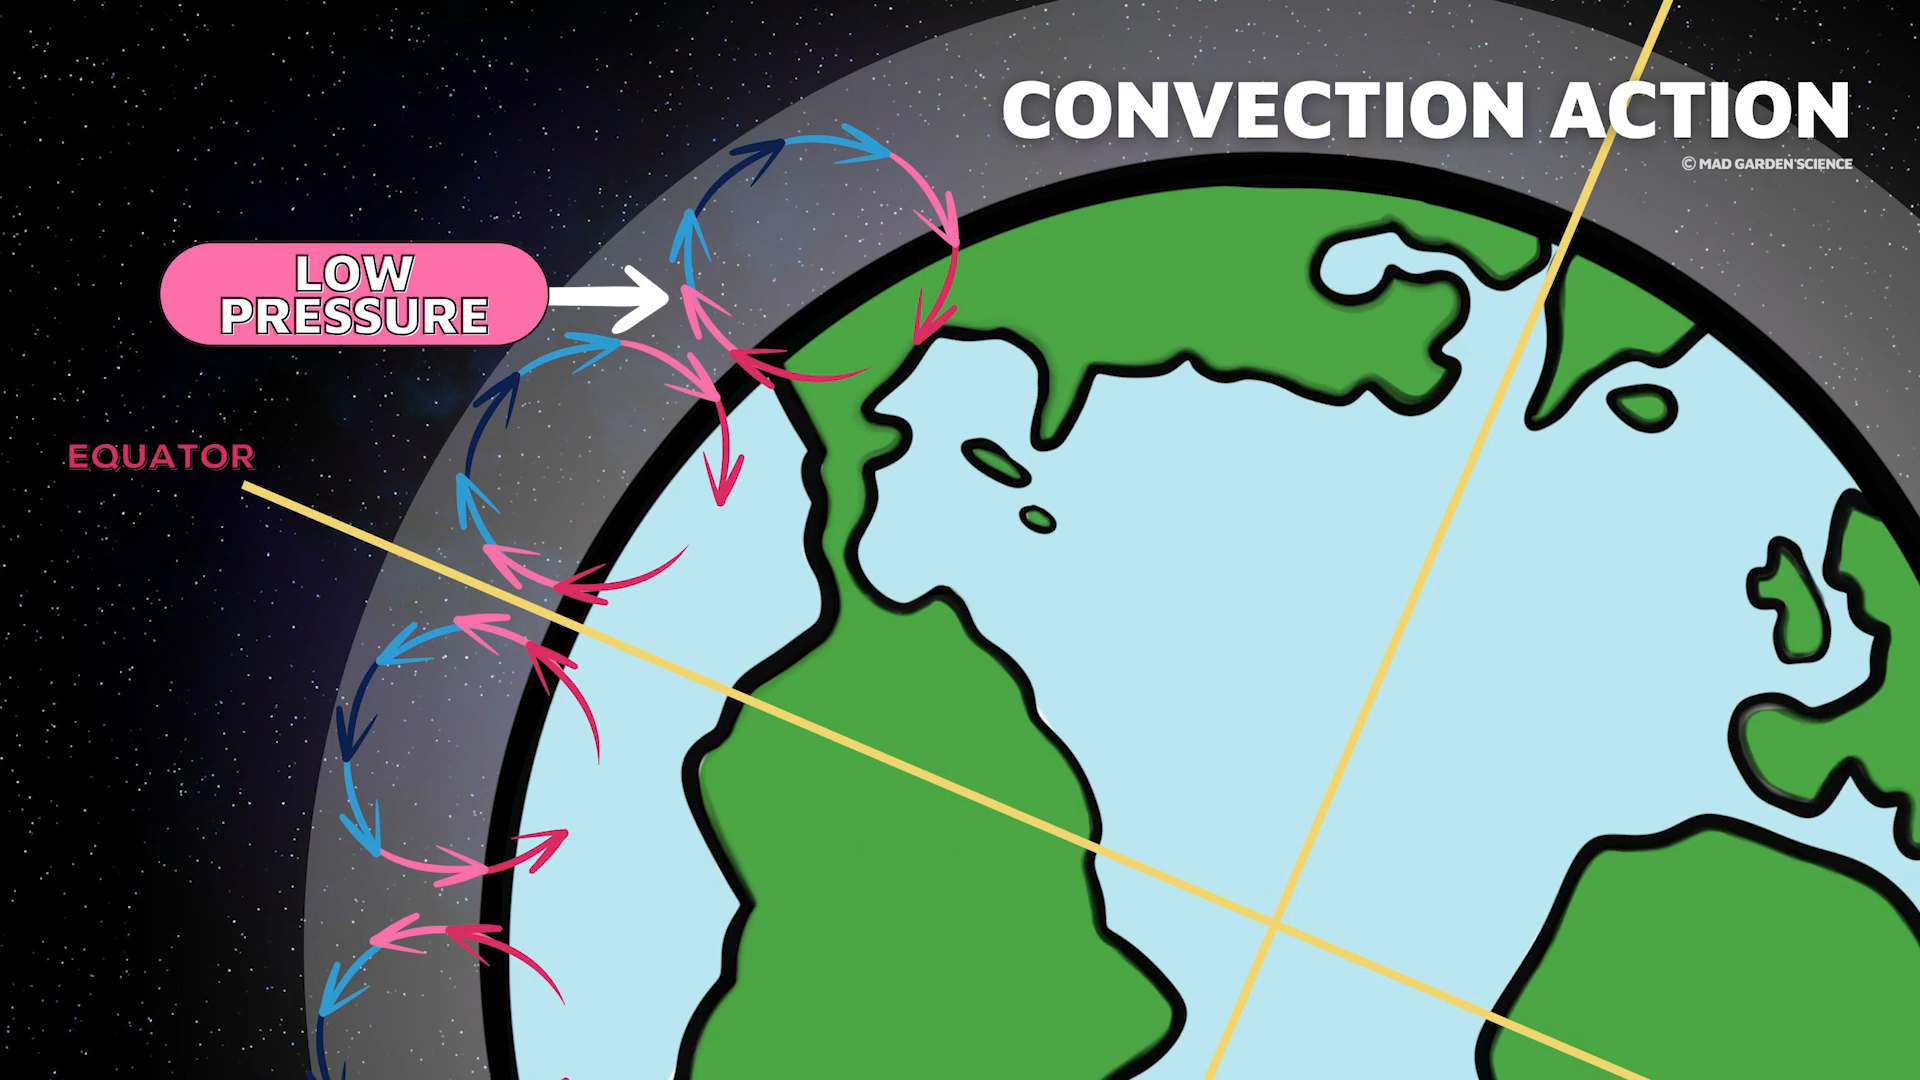 CONVECTION ACTION
© MAD GARDEN SCIENCE
LOW
PRESSURE
EQUATOR